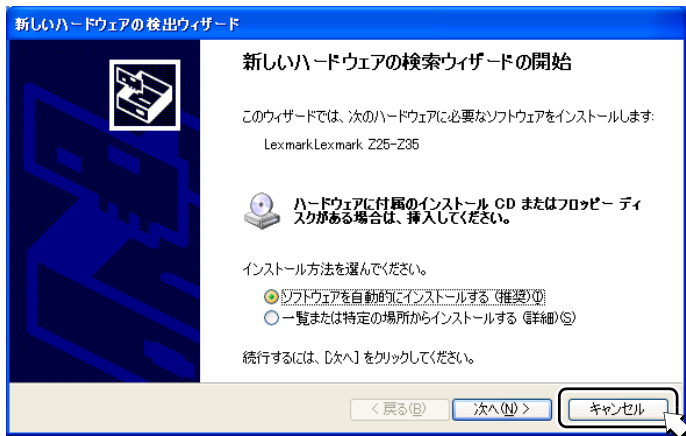 新しいハードウェアの検出ウィザード
新しいハードウェアの検索ウィザードの開始
このウィザードでは、次のハードウェアに必要なソフトウェアをインストールします:
LexmarkLexmark Z25-Z35
ハードウェアに付属のインストール CD またはフロッピー ディ
スクがある場合は、挿入してください。
インストール方法を選んでください。
ソフトウェアを自動的にインストールする (推奨)(I)
一覧または特定の場所からインストールする (詳細)(S)
続行するには、[次へ] をクリックしてください。
< 戻る(B)
次へ(N) >
キャンセル